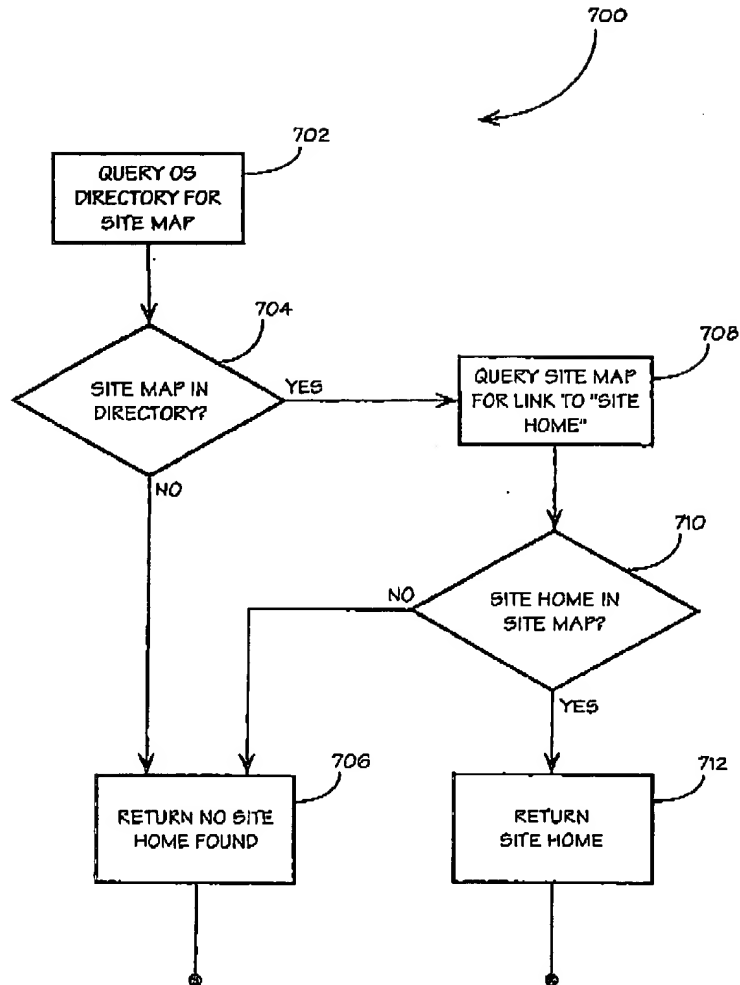 700
702
QUERY OS
DIRECTORY FOR
SITE MAP
704
SITE MAP IN
DIRECTORY?
YES
NO
708
QUERY SITE MAP
FOR LINK TO "SITE
HOME"
710
SITE HOME IN
SITE MAP?
NO
YES
706
RETURN NO SITE
HOME FOUND
712
RETURN
SITE HOME